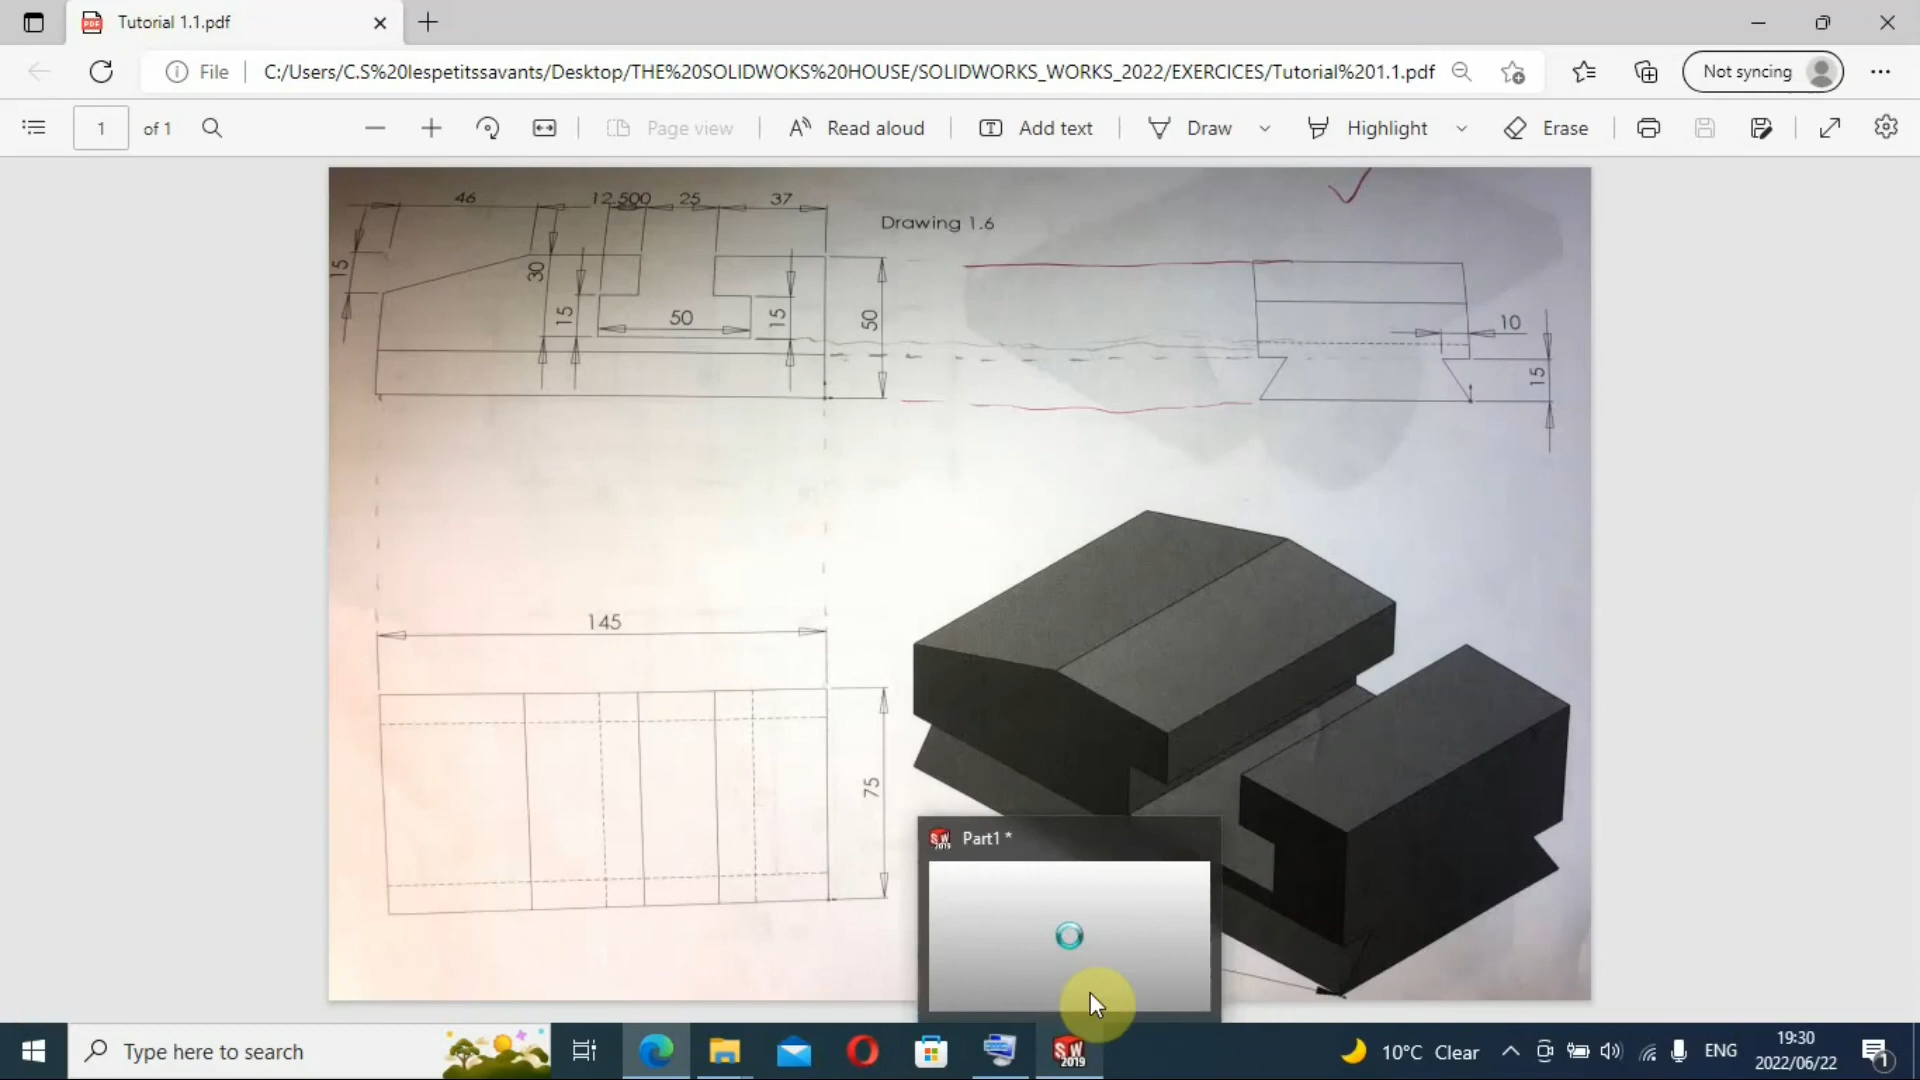 Tutorial 1.1.pdf
File
C:/Users/C.S%20lespetitssavants/Desktop/THE%20SOLIDWOKS%20HOUSE/SOLIDWORKS_WORKS_2022/EXERCICES/Tutorial%201.1.pdf
Not syncing
1 of 1
Page view
Read aloud
Add text
Draw
Highlight
Erase
46
12.500
25
37
Drawing 1.6
15
30
15
50
15
50
10
15
145
75
Part1 *
Type here to search
SW 2019
10°C Clear
ENG
19:30
2022/06/22
1